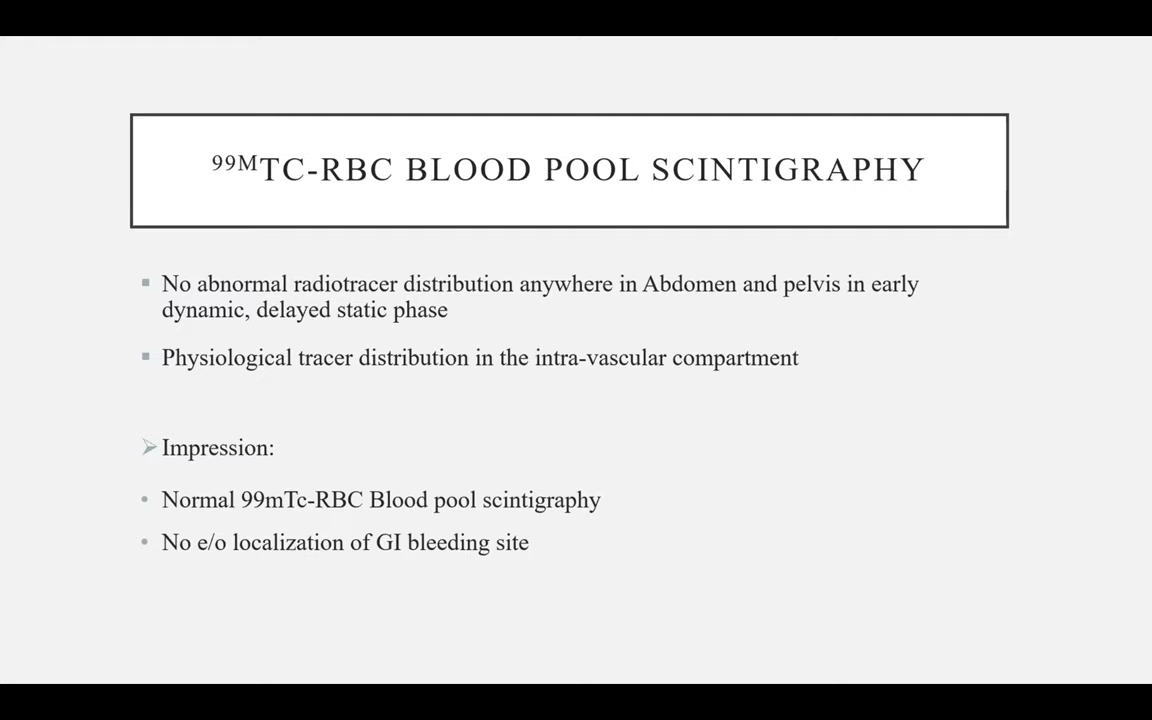 99MTC-RBC BLOOD POOL SCINTIGRAPHY
No abnormal radiotracer distribution anywhere in Abdomen and pelvis in early
dynamic, delayed static phase
Physiological tracer distribution in the intra-vascular compartment
Impression:
Normal 99mTc-RBC Blood pool scintigraphy
No e/o localization of GI bleeding site